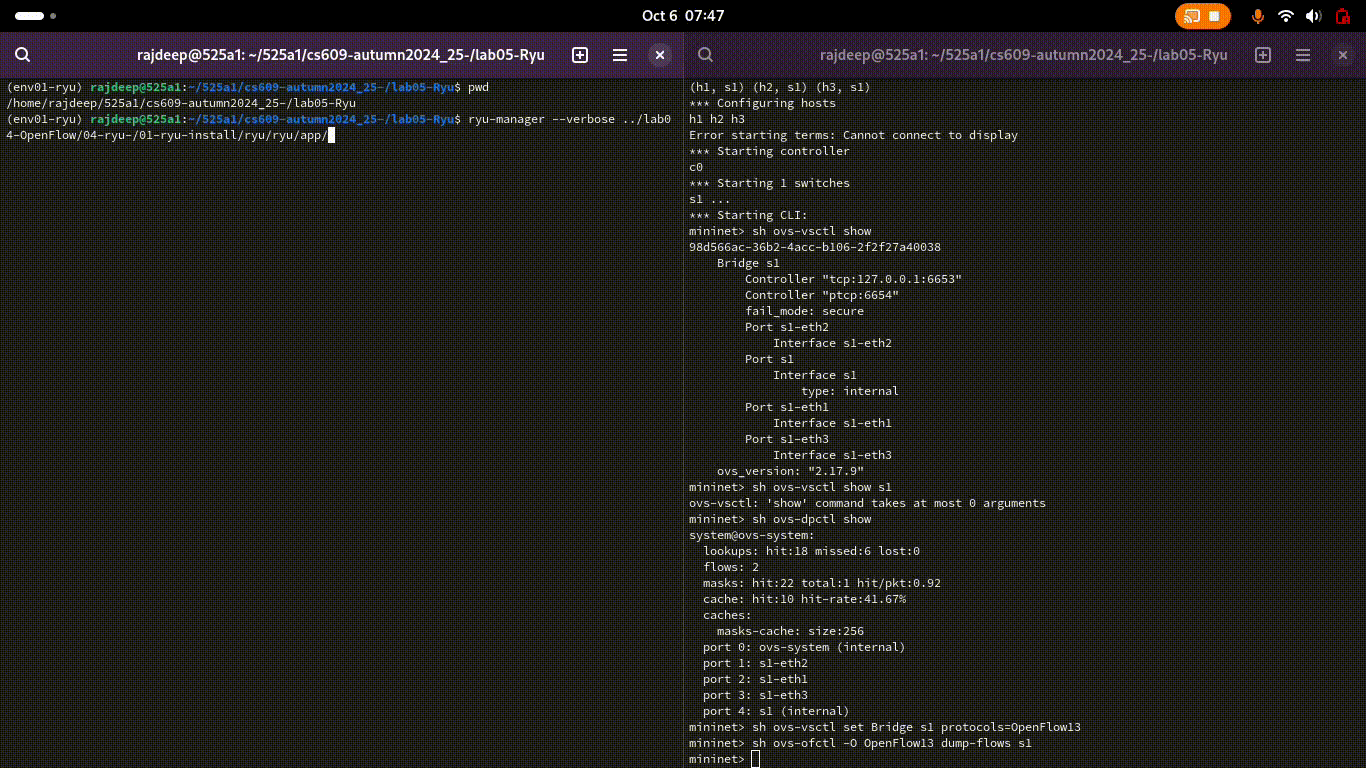 Oct 6 07:47
rajdeep@525a1: ~/525a1/cs609-autumn2024_25-/lab05-Ryu
(env01-ryu) rajdeep@525a1:~/525a1/cs609-autumn2024_25-/lab05-Ryu$ pwd
/home/rajdeep/525a1/cs609-autumn2024_25-/lab05-Ryu
(env01-ryu) rajdeep@525a1:~/525a1/cs609-autumn2024_25-/lab05-Ryu$ ryu-manager --verbose ../lab0
4-OpenFlow/04-ryu-/01-ryu-install/ryu/ryu/app/
rajdeep@525a1: ~/525a1/cs609-autumn2024_25-/lab05-Ryu
(h1, s1) (h2, s1) (h3, s1)
*** Configuring hosts
h1 h2 h3
Error starting terms: Cannot connect to display
*** Starting controller
c0
*** Starting 1 switches
s1 ...
*** Starting CLI:
mininet> sh ovs-vsctl show
98d566ac-36b2-4acc-b106-2f2f27a40038
    Bridge s1
        Controller "tcp:127.0.0.1:6653"
        Controller "ptcp:6654"
        fail_mode: secure
        Port s1-eth2
            Interface s1-eth2
        Port s1
            Interface s1
                type: internal
        Port s1-eth1
            Interface s1-eth1
        Port s1-eth3
            Interface s1-eth3
    ovs_version: "2.17.9"
mininet> sh ovs-vsctl show s1
ovs-vsctl: 'show' command takes at most 0 arguments
mininet> sh ovs-dpctl show
system@ovs-system:
  lookups: hit:18 missed:6 lost:0
  flows: 2
  masks: hit:22 total:1 hit/pkt:0.92
  cache: hit:10 hit-rate:41.67%
  caches:
    masks-cache: size:256
  port 0: ovs-system (internal)
  port 1: s1-eth2
  port 2: s1-eth1
  port 3: s1-eth3
  port 4: s1 (internal)
mininet> sh ovs-vsctl set Bridge s1 protocols=OpenFlow13
mininet> sh ovs-ofctl -O OpenFlow13 dump-flows s1
mininet>